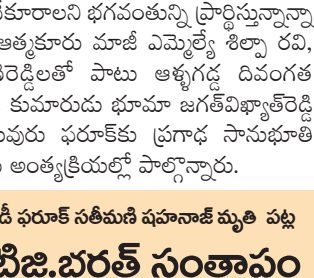 చేకూరాలని భగవంతున్ని ప్రార్థిస్తున్నాన్నా
ఆత్మకూరు మాజీ ఎమ్మెల్యే శిల్పా రవి,
రెడ్డిలతో పాటు ఆళ్ళగడ్డ దివంగత
కుమారుడు భూమా జగత్‌విఖ్యాత్‌రెడ్డి
ఫరూక్‌కు ప్రగాఢ సానుభూతి
అంత్యక్రియల్లో పాల్గొన్నారు.
ఫరూక్ సతీమణి షహనాజ్ మృతి పట్ల
టిజి.భరత్ సంతాపం